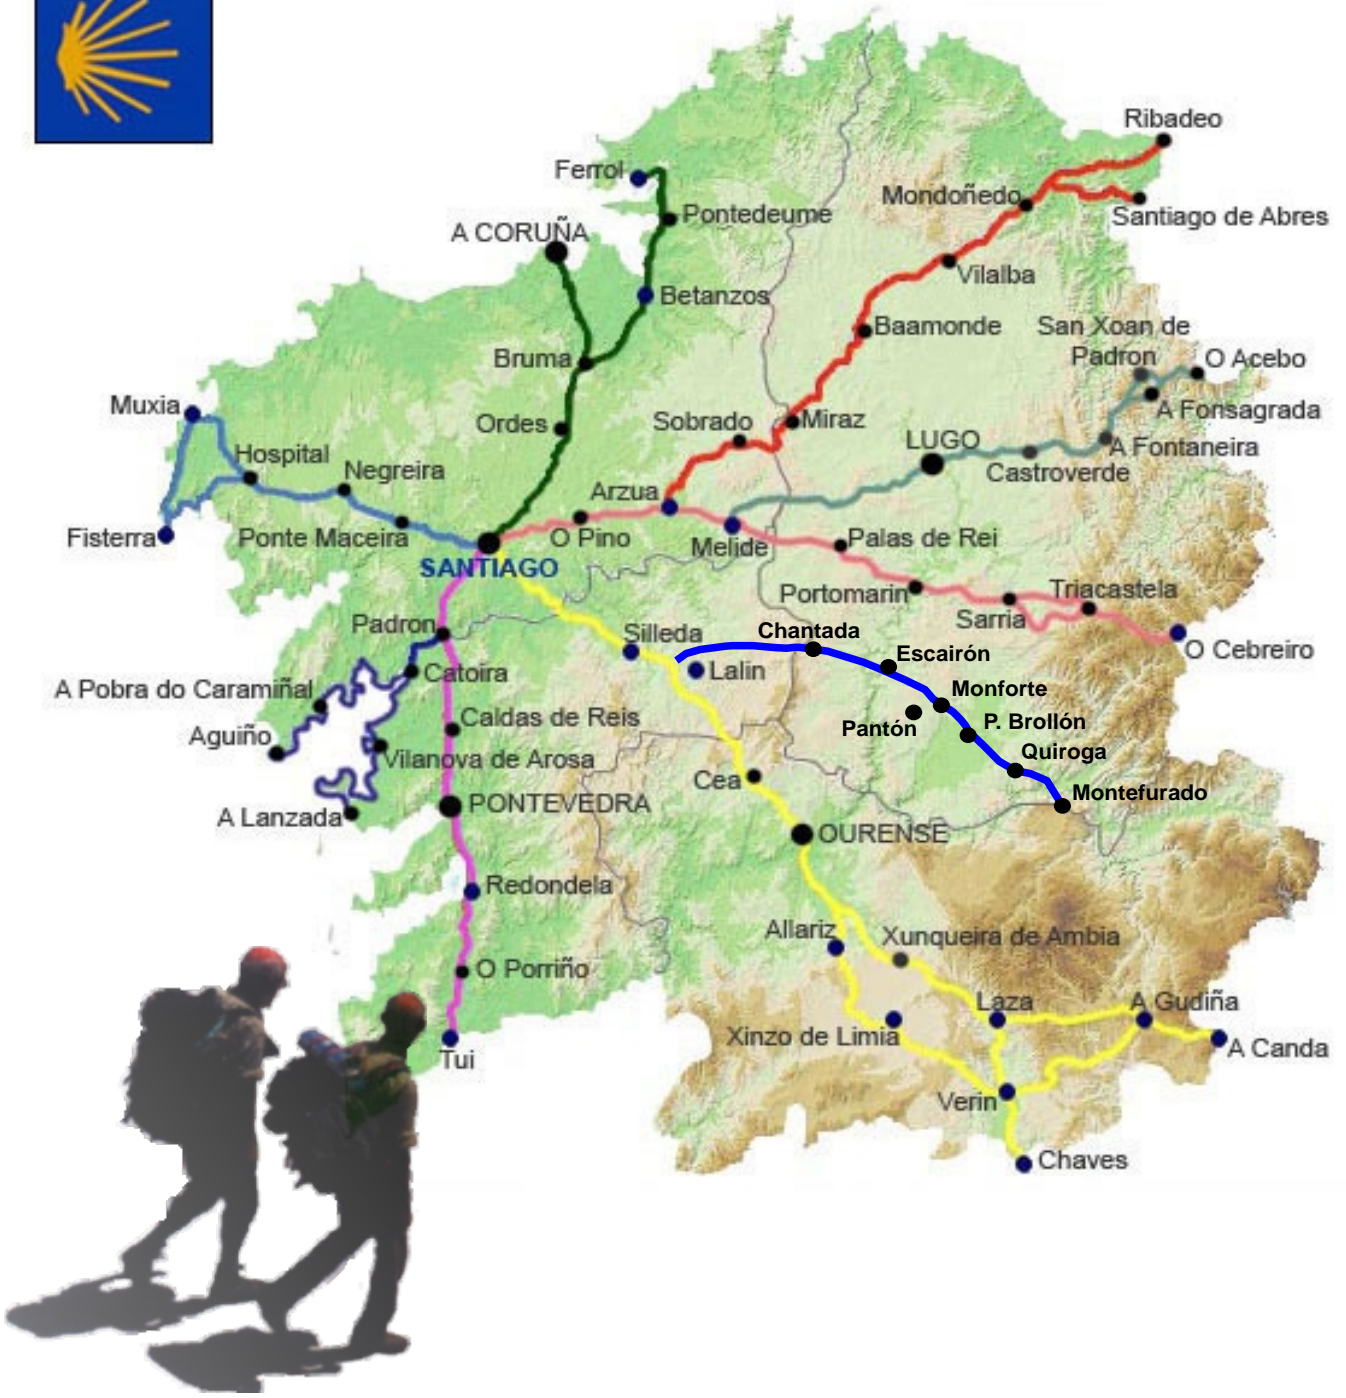 Ribadeo
Ferrol
Mondoñedo
Pontedeume
Santiago de Abres
A CORUÑA
Vilalba
Betanzos
Baamonde
San Xoan de
Padron
O Acebo
Bruma
Muxia
A Fonsagrada
Sobrado
Miraz
Ordes
LUGO
A Fontaneira
Hospital
Castroverde
Negreira
Arzua
Fisterra
Ponte Maceira
O Pino
Melide
Palas de Rei
SANTIAGO
Triacastela
Portomarin
Sarria
Padron
Silleda
Chantada
O Cebreiro
Escairón
Catoira
Lalin
A Pobra do Caramiñal
Monforte
Caldas de Reis
P. Brollón
Pantón
Aguiño
Quiroga
Vilanova de Arosa
Cea
Montefurado
PONTEVEDRA
A Lanzada
OURENSE
Redondela
Allariz
Xunqueira de Ambia
O Porriño
Laza
A Gudiña
Xinzo de Limia
A Canda
Tui
Verin
Chaves